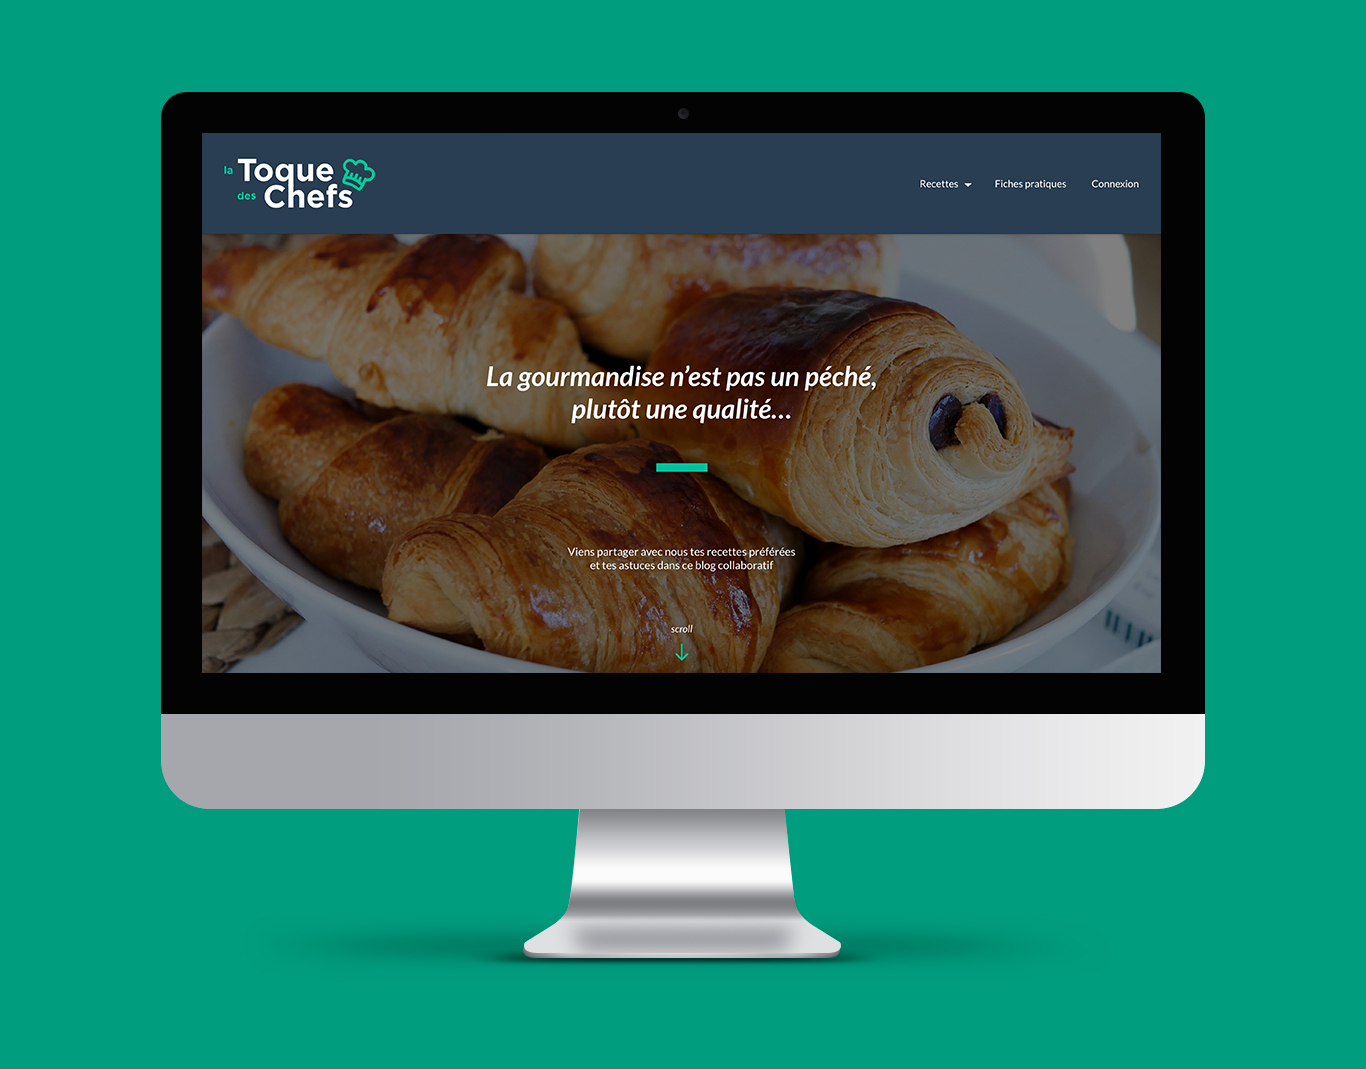 la Toque
des Chefs
Recettes
Fiches pratiques
Connexion
La gourmandise n’est pas un péché,
plutôt une qualité...
Viens partager avec nous tes recettes préférées
et tes astuces dans ce blog collaboratif
scroll